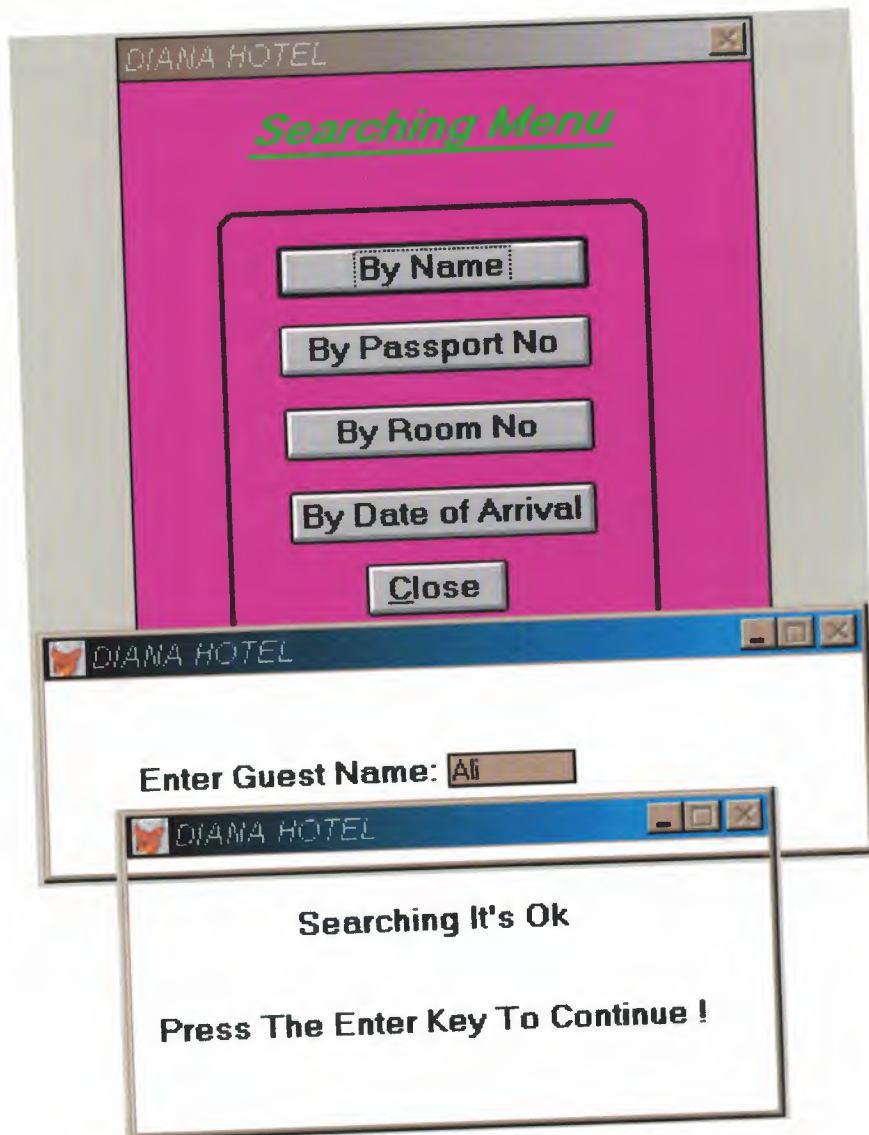 DIANA HOTEL
Searching Menu
By Name
By Passport No
By Room No
By Date of Arrival
Close
DIANA HOTEL
Enter Guest Name: Ali
DIANA HOTEL
Searching It's Ok
Press The Enter Key To Continue !